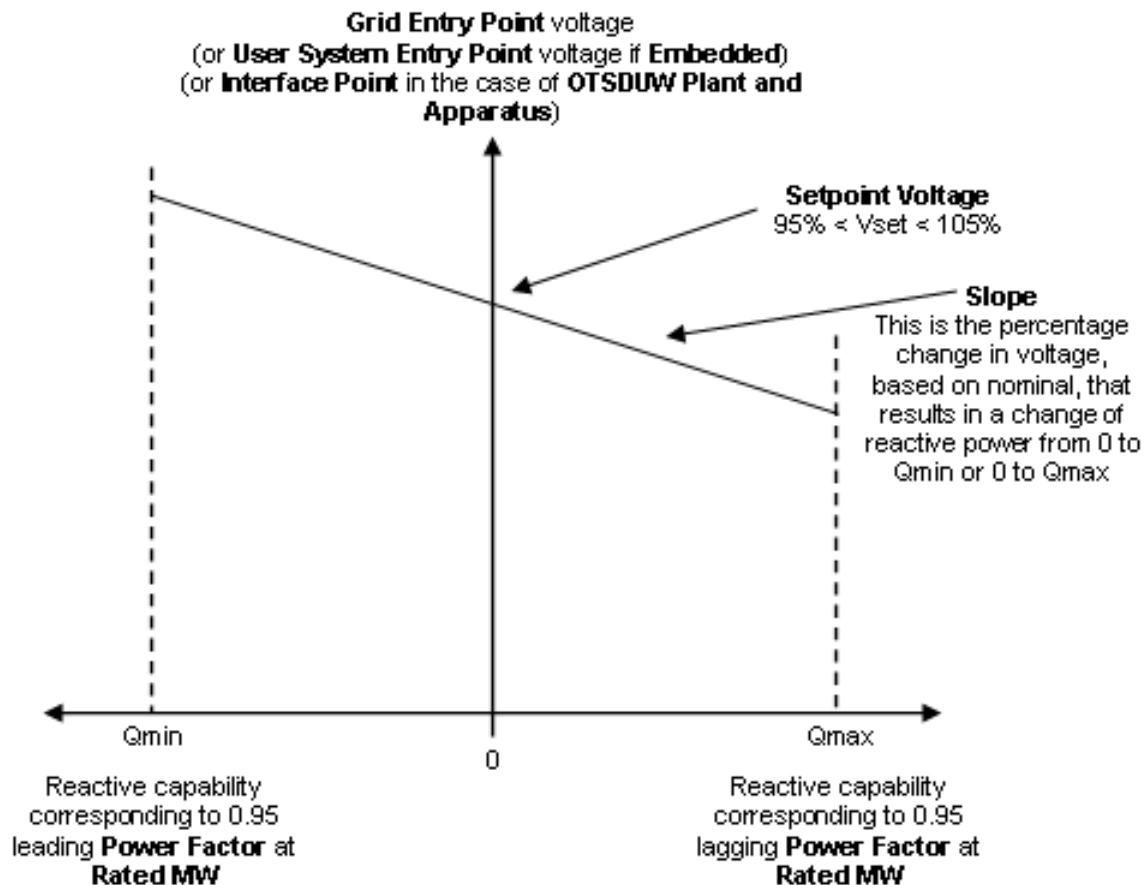 Grid Entry Point voltage
(or User System Entry Point voltage if Embedded)
(or Interface Point in the case of OTSDUW Plant and
Apparatus)
Setpoint Voltage
95% < Vset < 105%
Slope
This is the percentage
change in voltage,
based on nominal, that
results in a change of
reactive power from 0 to
Qmin or 0 to Qmax
Qmin
0
Qmax
Reactive capability
corresponding to 0.95
leading Power Factor at
Rated MW
Reactive capability
corresponding to 0.95
lagging Power Factor at
Rated MW